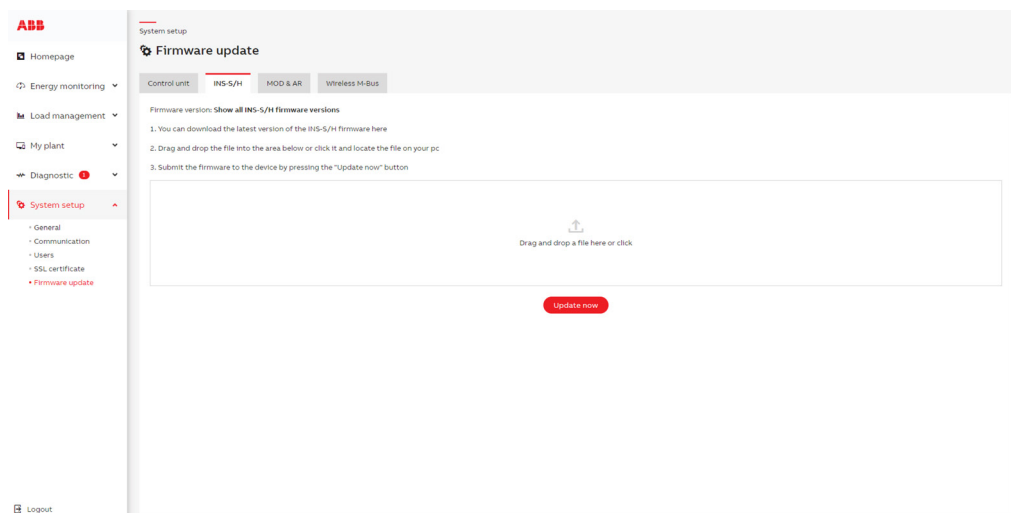 ABB
Homepage
Energy monitoring
Load management
My plant
Diagnostic 1
System setup
General
Communication
Users
SSL certificate
Firmware update
Logout
System setup
Firmware update
Control unit INS-S/H MOD & AR Wireless M-Bus
Firmware version: Show all INS-S/H firmware versions
1. You can download the latest version of the INS-S/H firmware here
2. Drag and drop the file into the area below or click it and locate the file on your pc
3. Submit the firmware to the device by pressing the "Update now" button
Drag and drop a file here or click
Update now